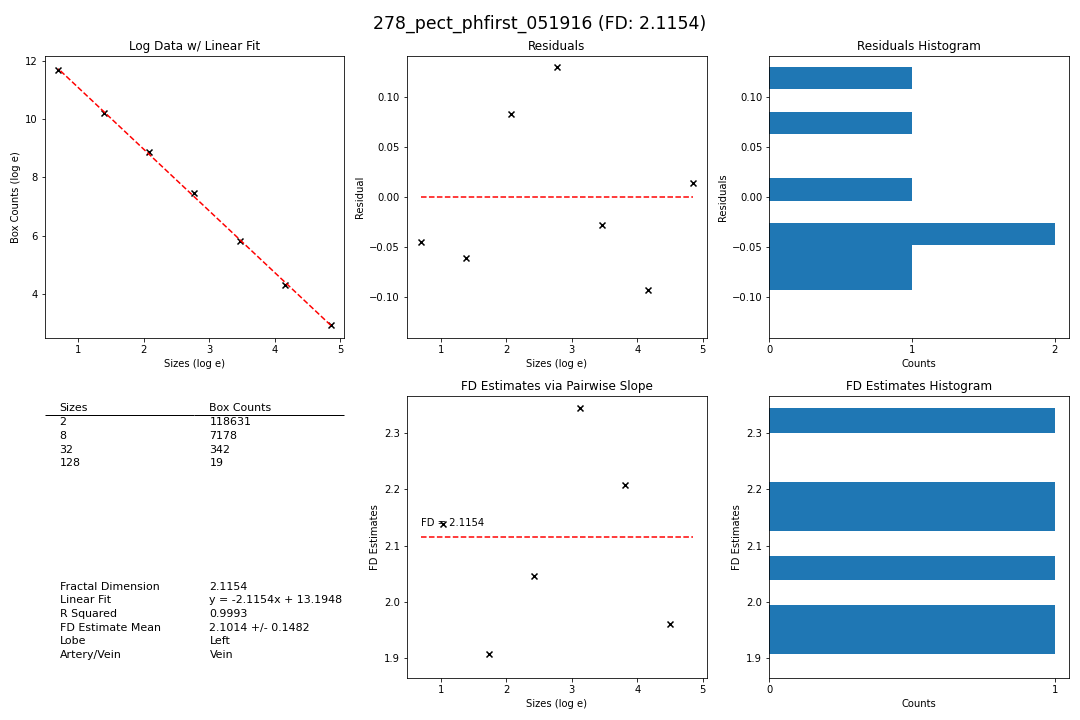 278_pect_phfirst_051916 (FD: 2.1154)
Log Data w/ Linear Fit
12
10
8
6
4
Box Counts (log e)
1 2 3 4 5
Sizes (log e)
Residuals
0.10
0.05
0.00
−0.05
−0.10
Residual
1 2 3 4 5
Sizes (log e)
Residuals Histogram
0.10
0.05
0.00
−0.05
−0.10
Residuals
0 1 2
Counts
Sizes Box Counts
2 118631
8 7178
32 342
128 19
Fractal Dimension 2.1154
Linear Fit y = -2.1154x + 13.1948
R Squared 0.9993
FD Estimate Mean 2.1014 +/- 0.1482
Lobe Left
Artery/Vein Vein
FD Estimates via Pairwise Slope
2.3
2.2
2.1
2.0
1.9
FD Estimates
FD = 2.1154
1 2 3 4 5
Sizes (log e)
FD Estimates Histogram
2.3
2.2
2.1
2.0
1.9
FD Estimates
0 1
Counts